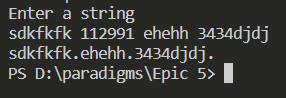 Enter a string
sdkfkfk 112991 ehehh 3434djdj
sdkfkfk.ehehh.3434djdj.
PS D:\paradigms\Epic 5>